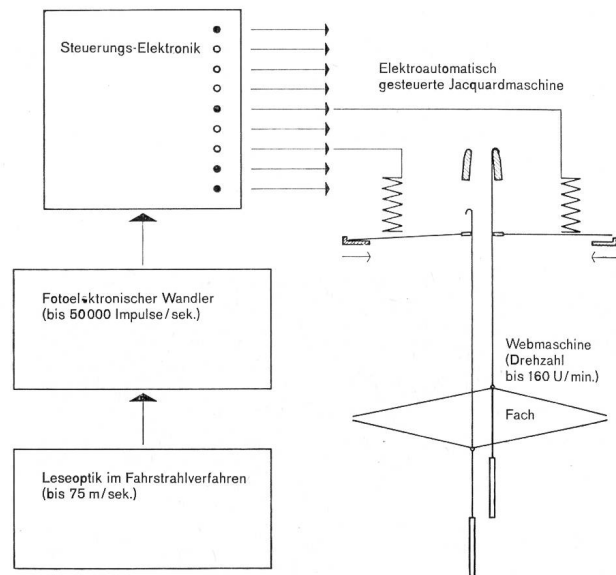 Steuerungs-Elektronik
Elektroautomatisch
gesteuerte Jacquardmaschine
Fotoelektronischer Wandler
(bis 50000 Impulse/sek.)
Webmaschine
(Drehzahl
bis 160 U/min.)
Fach
Leseoptik im Fahrstrahlverfahren
(bis 75 m/sek.)